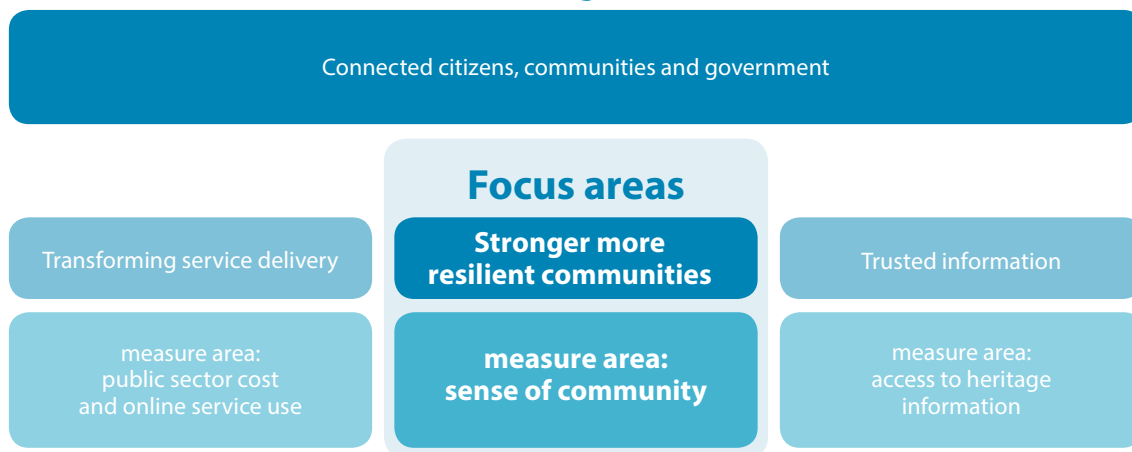 Connected citizens, communities and government
Focus areas
Transforming service delivery
Stronger more
resilient communities
Trusted information
measure area:
public sector cost
and online service use
measure area:
sense of community
measure area:
access to heritage
information